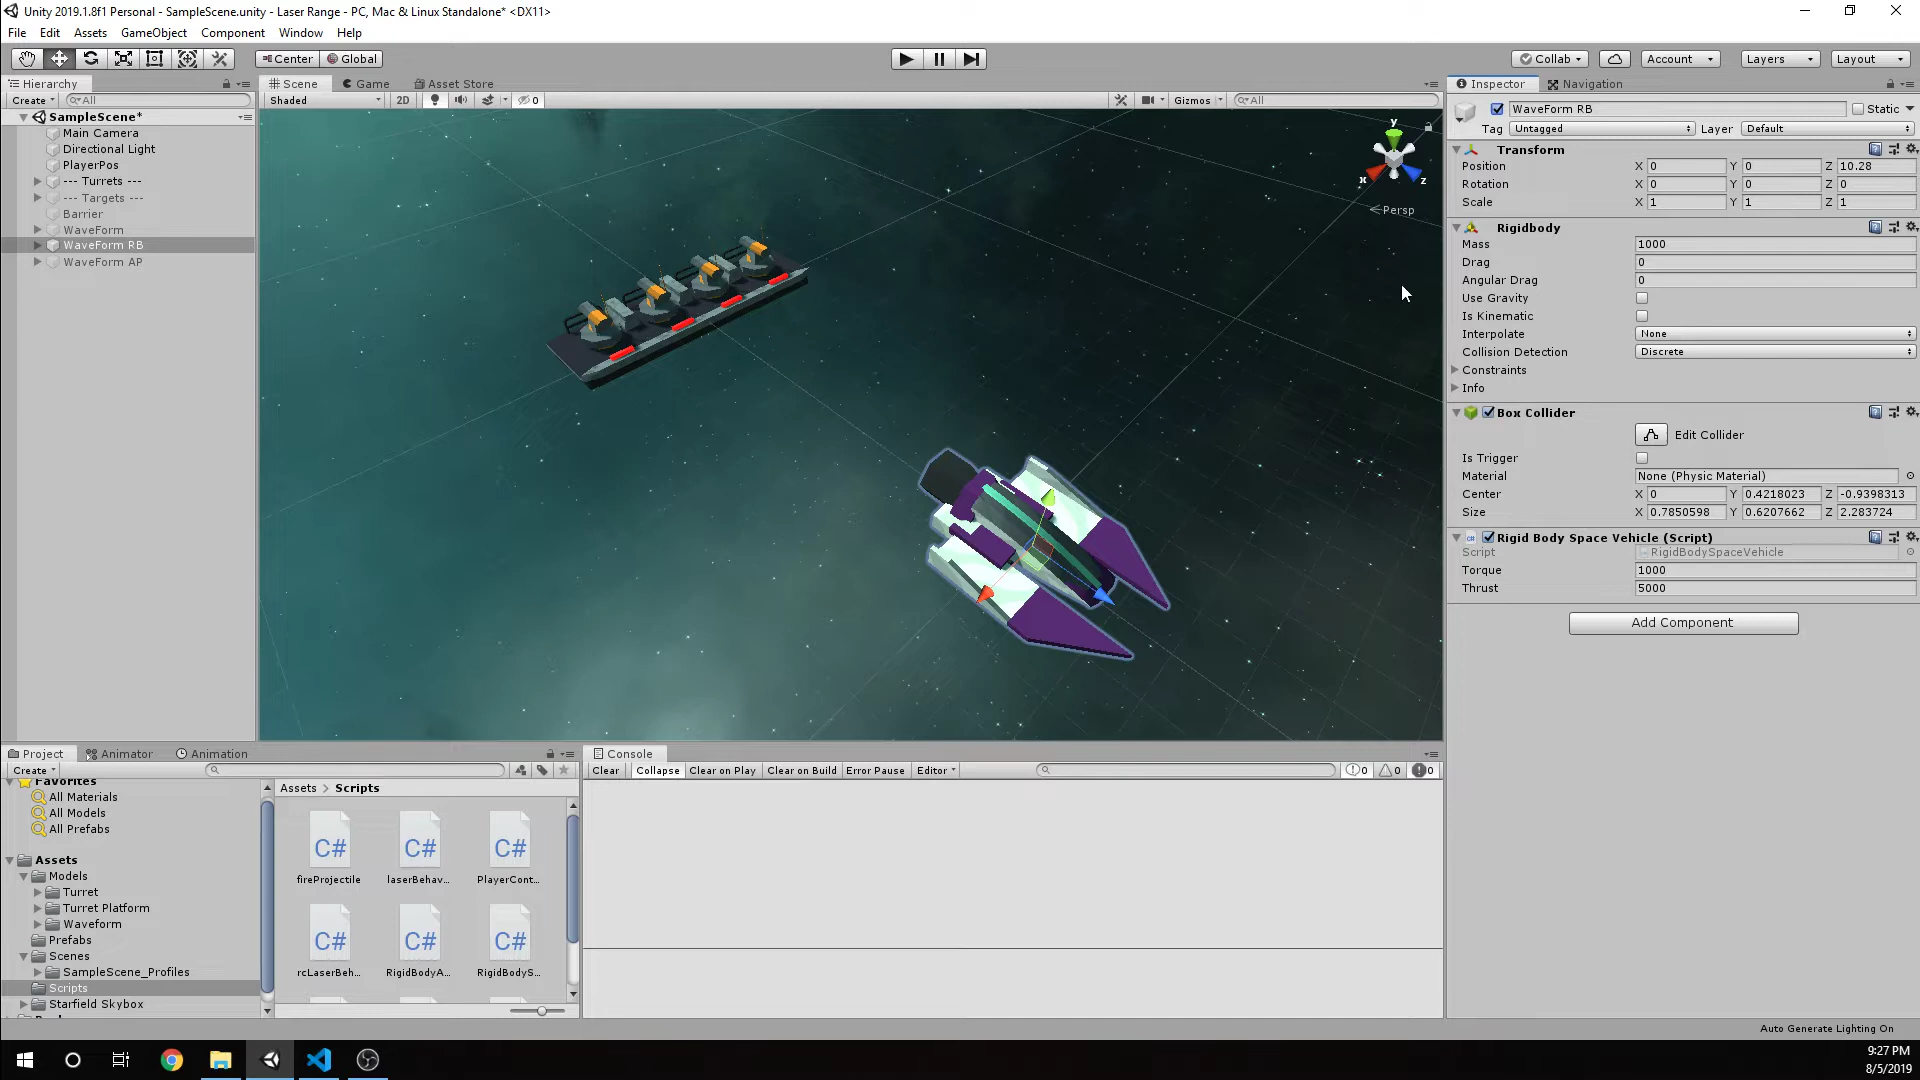 Unity 2019.1.8f1 Personal - SampleScene.unity - Laser Range - PC, Mac & Linux Standalone* <DX11>
File Edit Assets GameObject Component Window Help
Center Global
Collab Account Layers Layout
Hierarchy
Create All
SampleScene*
Main Camera
Directional Light
PlayerPos
--- Turrets ---
--- Targets ---
Barrier
WaveForm
WaveForm RB
WaveForm AP
Scene Game Asset Store
Shaded 2D 0 Gizmos All
y
x
z
Persp
Inspector Navigation
WaveForm RB Static
Tag Untagged Layer Default
Transform
Position X 0 Y 0 Z 10.28
Rotation X 0 Y 0 Z 0
Scale X 1 Y 1 Z 1
Rigidbody
Mass 1000
Drag 0
Angular Drag 0
Use Gravity
Is Kinematic
Interpolate None
Collision Detection Discrete
Constraints
Info
Box Collider
Edit Collider
Is Trigger
Material None (Physic Material)
Center X 0 Y 0.4218023 Z -0.9398313
Size X 0.7850598 Y 0.6207662 Z 2.283724
Rigid Body Space Vehicle (Script)
Script RigidBodySpaceVehicle
Torque 1000
Thrust 5000
Add Component
Project Animator Animation
Create
Favorites
All Materials
All Models
All Prefabs
Assets
Models
Turret
Turret Platform
Waveform
Prefabs
Scenes
SampleScene_Profiles
Scripts
Starfield Skybox
Assets > Scripts
C# C# C#
fireProjectile laserBehav... PlayerCont...
C# C# C#
rcLaserBeh... RigidBodyA... RigidBodyS...
Console
Clear Collapse Clear on Play Clear on Build Error Pause Editor 0 0 0
Auto Generate Lighting On
9:27 PM
8/5/2019